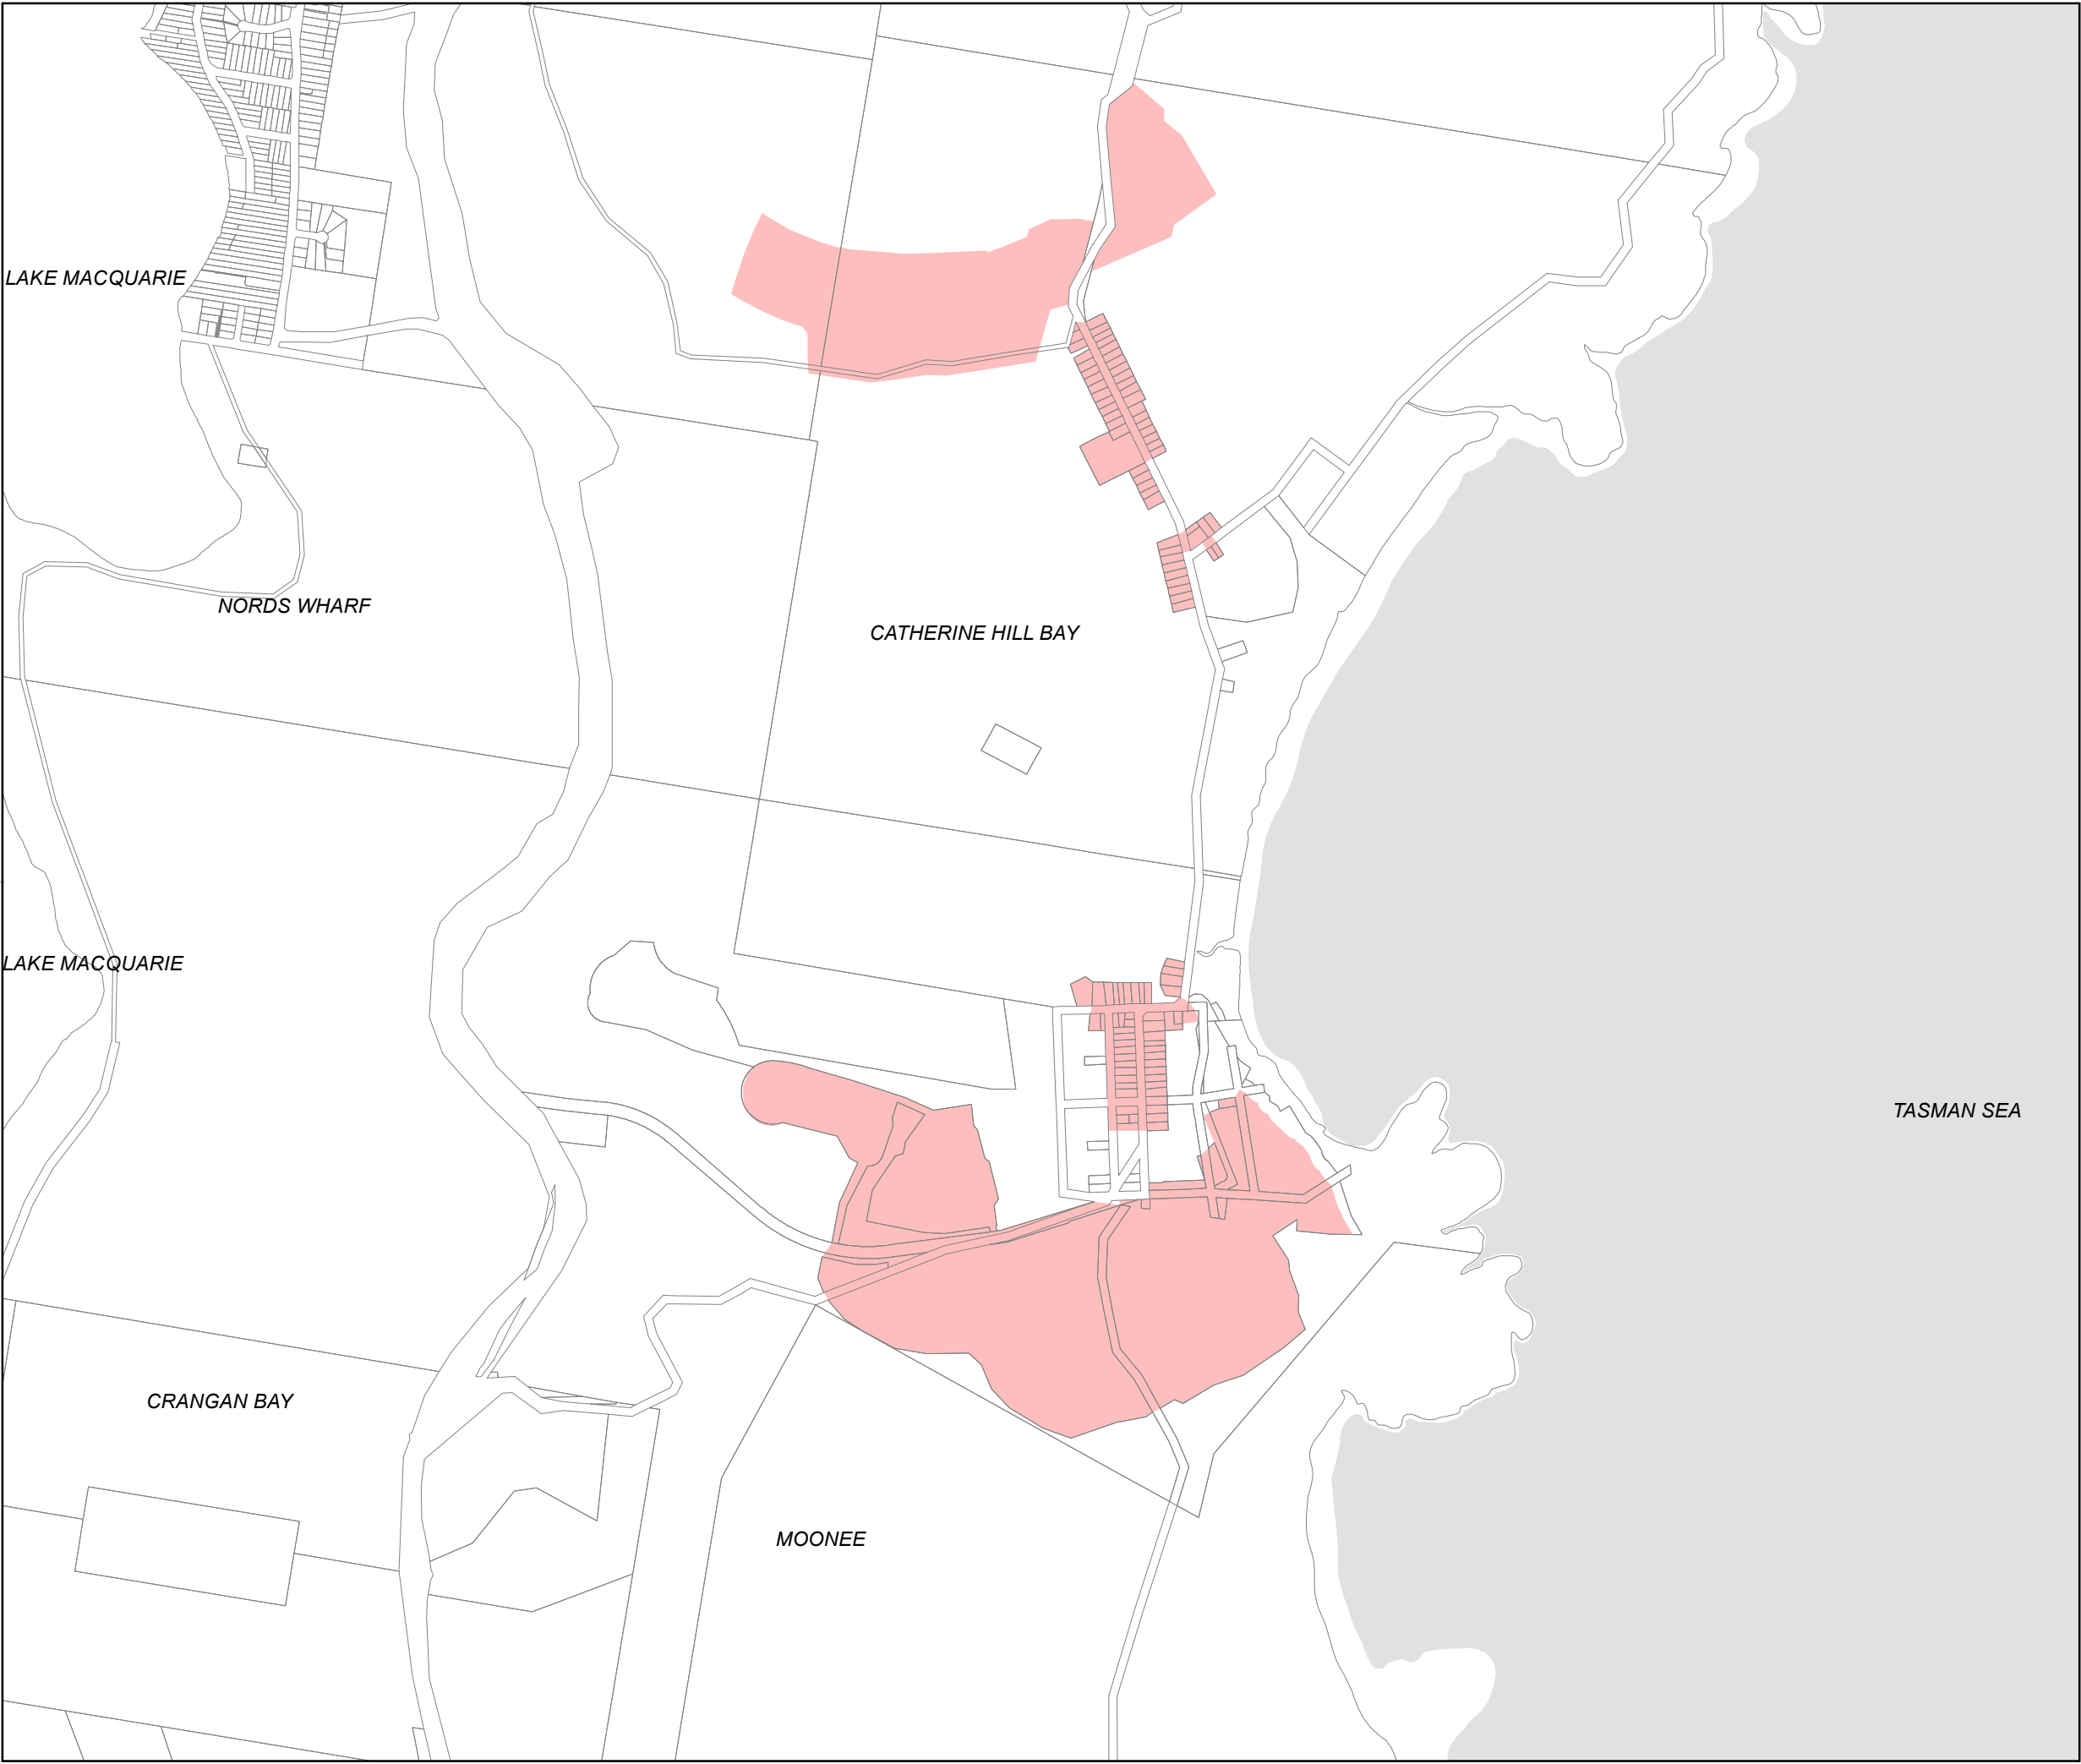 LAKE MACQUARIE
NORDS WHARF
CATHERINE HILL BAY
LAKE MACQUARIE
TASMAN SEA
CRANGAN BAY
MOONEE